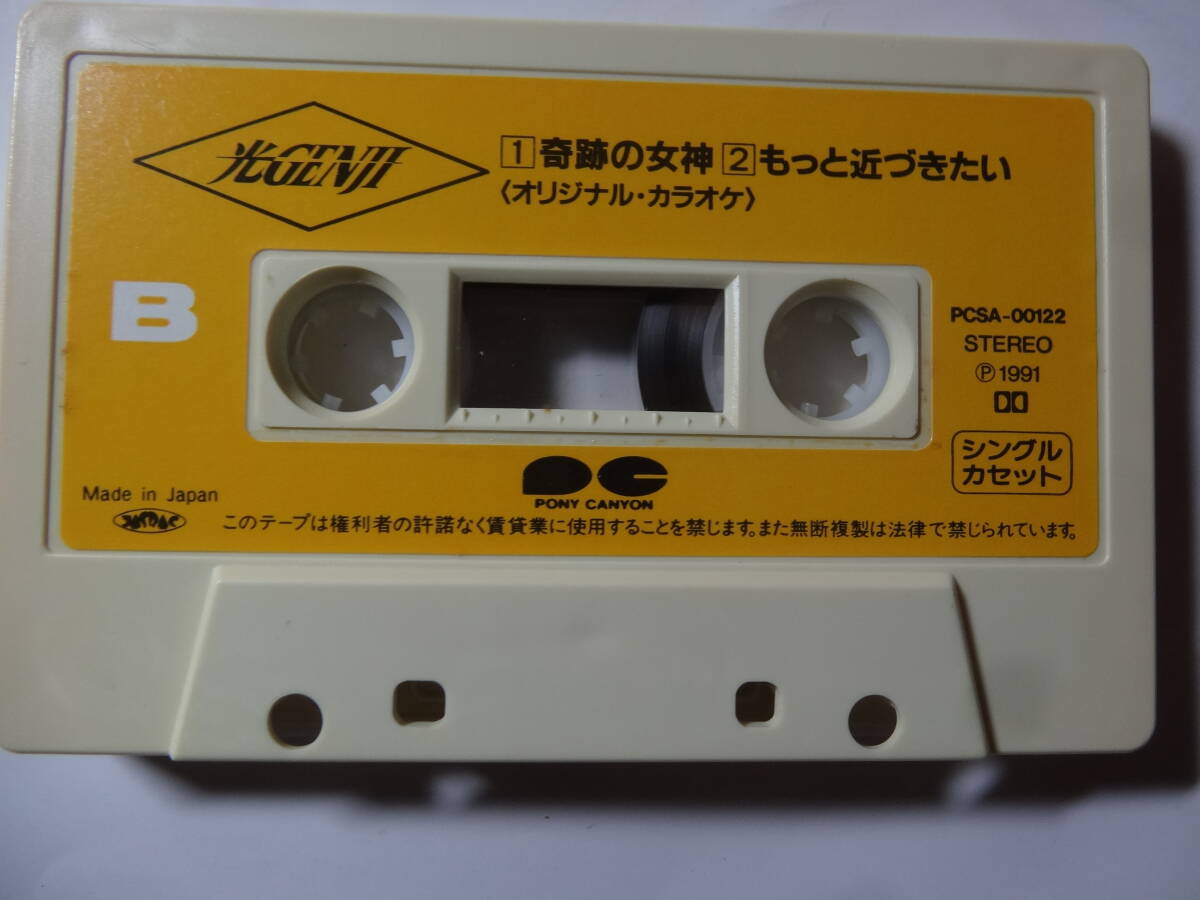 光GENJI
1 奇跡の女神 2 もっと近づきたい
〈オリジナル・カラオケ〉
B
PCSA-00122
STEREO
Ⓟ1991
シングル
カセット
PONY CANYON
Made in Japan
JASRAC
このテープは権利者の許諾なく賃貸業に使用することを禁じます。また無断複製は法律で禁じられています。